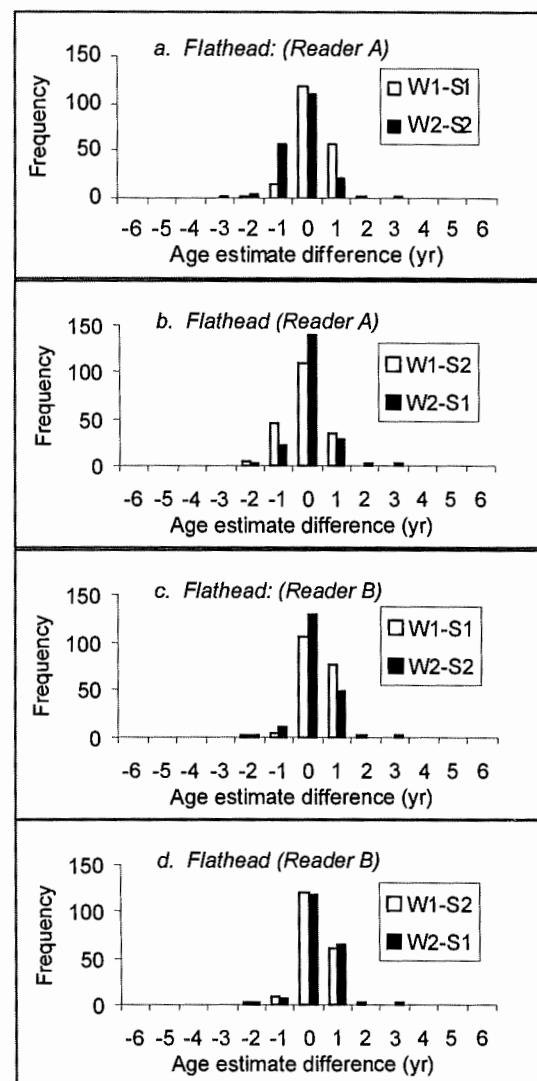 a. Flathead: (Reader A)
150
100
50
0
Frequency
W1-S1
W2-S2
-6 -5 -4 -3 -2 -1 0 1 2 3 4 5 6
Age estimate difference (yr)
b. Flathead (Reader A)
150
100
50
0
Frequency
W1-S2
W2-S1
-6 -5 -4 -3 -2 -1 0 1 2 3 4 5 6
Age estimate difference (yr)
c. Flathead: (Reader B)
150
100
50
0
Frequency
W1-S1
W2-S2
-6 -5 -4 -3 -2 -1 0 1 2 3 4 5 6
Age estimate difference (yr)
d. Flathead (Reader B)
150
100
50
0
Frequency
W1-S2
W2-S1
-6 -5 -4 -3 -2 -1 0 1 2 3 4 5 6
Age estimate difference (yr)